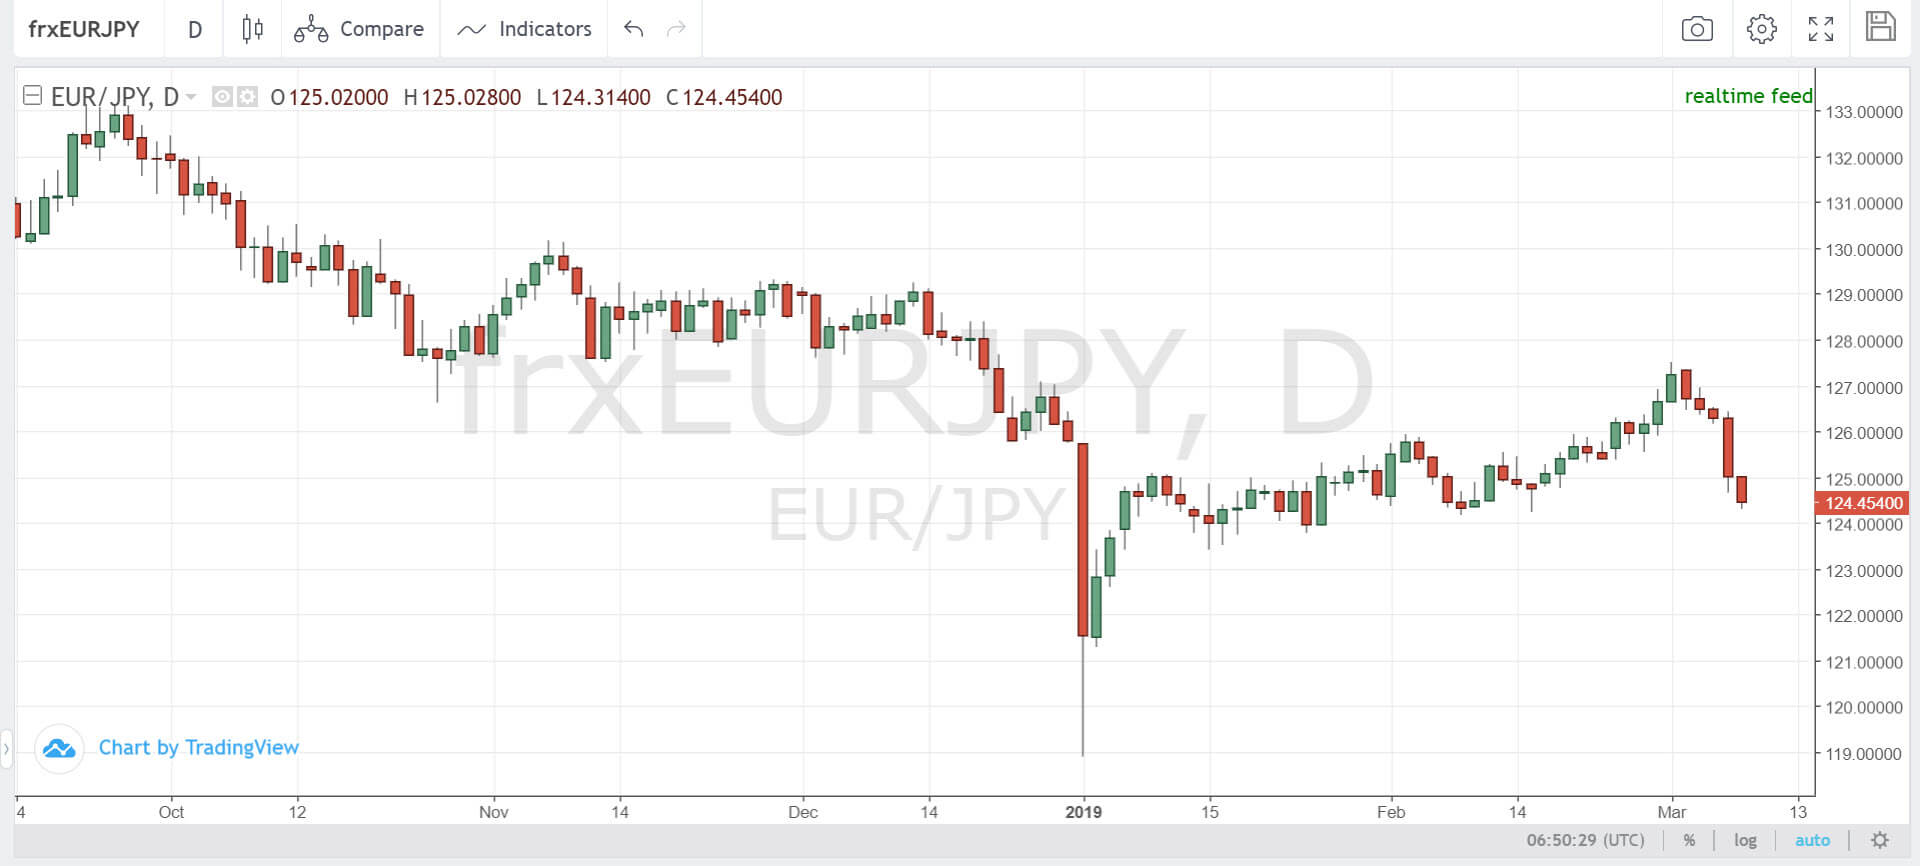 frxEURJPY D Compare Indicators
EUR/JPY, D O 125.02000 H 125.02800 L 124.31400 C 124.45400
realtime feed
133.00000
132.00000
131.00000
130.00000
129.00000
128.00000
127.00000
126.00000
125.00000
124.45400
124.00000
123.00000
122.00000
121.00000
120.00000
119.00000
frxEURJPY, D
EUR/JPY
Chart by TradingView
4 Oct 12 Nov 14 Dec 14 2019 15 Feb 14 Mar 13
06:50:29 (UTC) % log auto